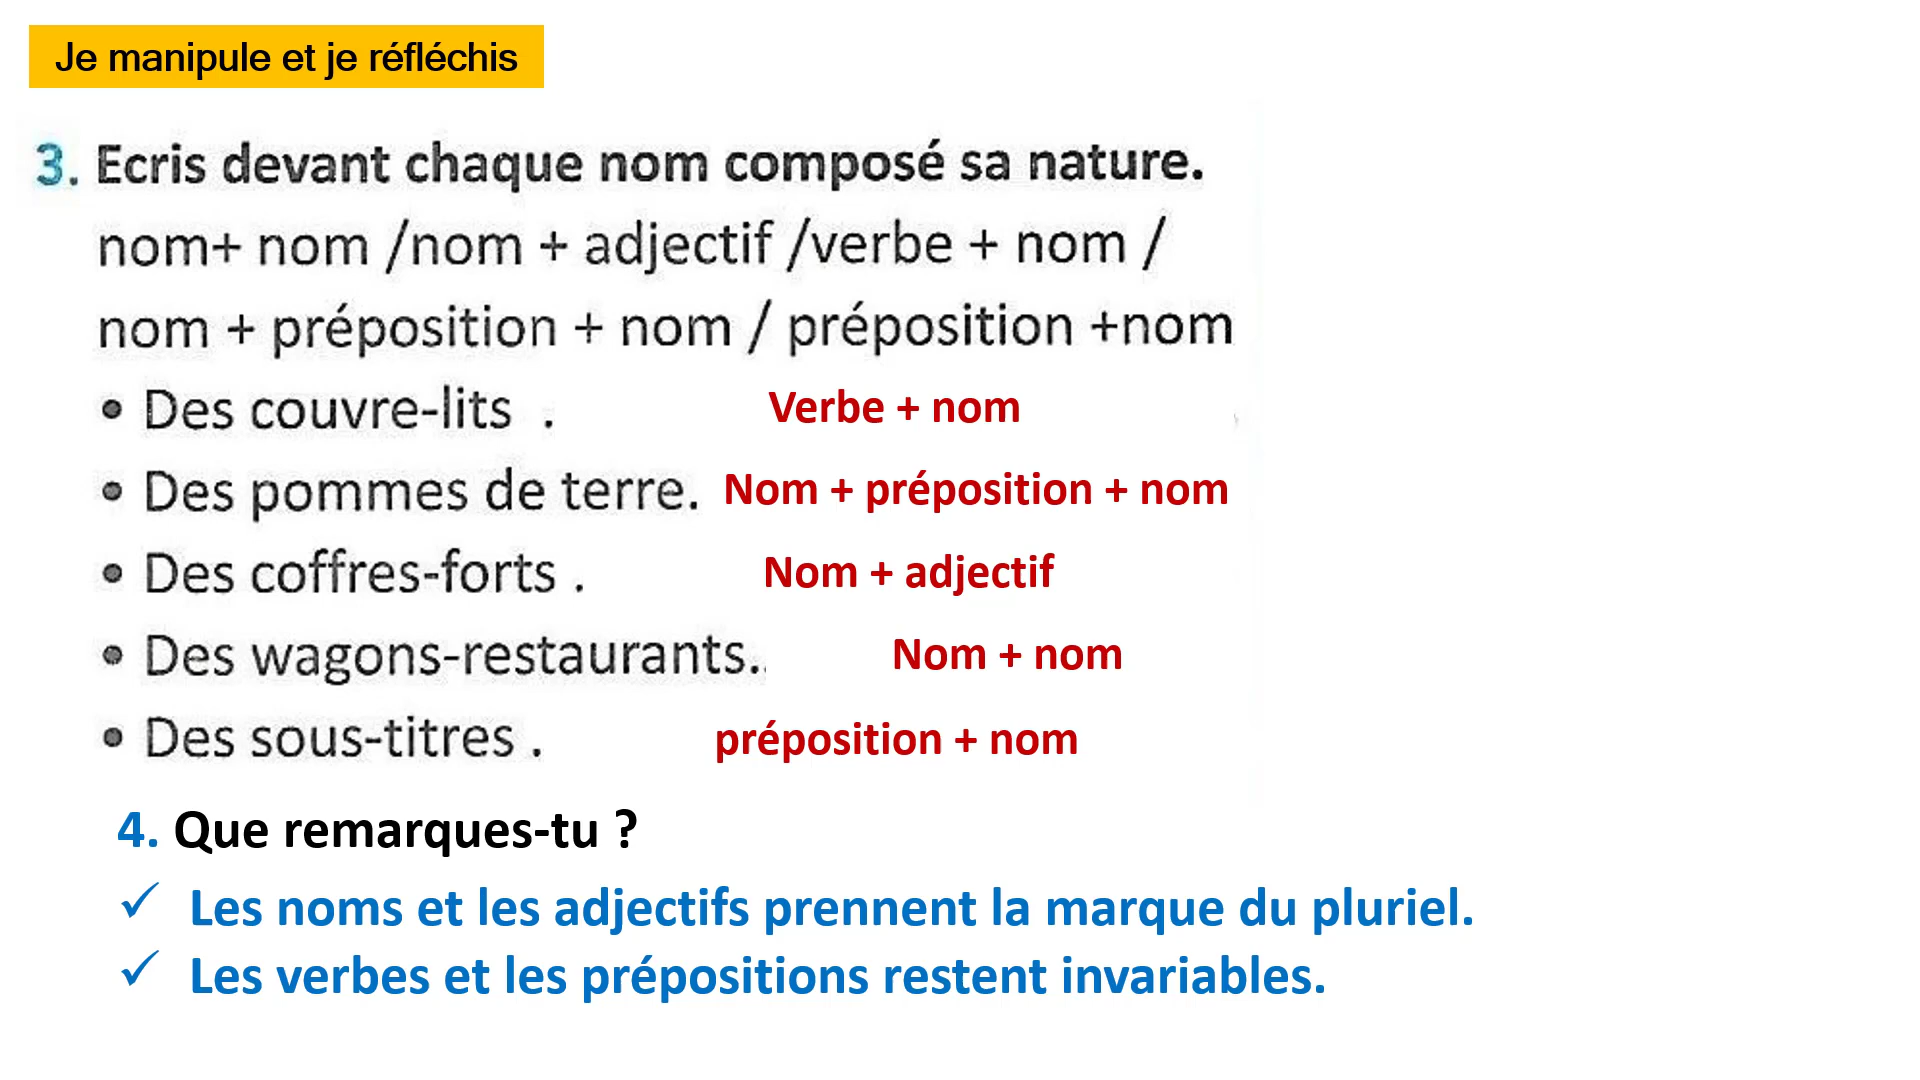 Je manipule et je réfléchis
3. Ecris devant chaque nom composé sa nature.
nom+ nom /nom + adjectif /verbe + nom /
nom + préposition + nom / préposition +nom
• Des couvre-lits . Verbe + nom
• Des pommes de terre. Nom + préposition + nom
• Des coffres-forts . Nom + adjectif
• Des wagons-restaurants.. Nom + nom
• Des sous-titres . préposition + nom
4. Que remarques-tu ?
✓ Les noms et les adjectifs prennent la marque du pluriel.
✓ Les verbes et les prépositions restent invariables.